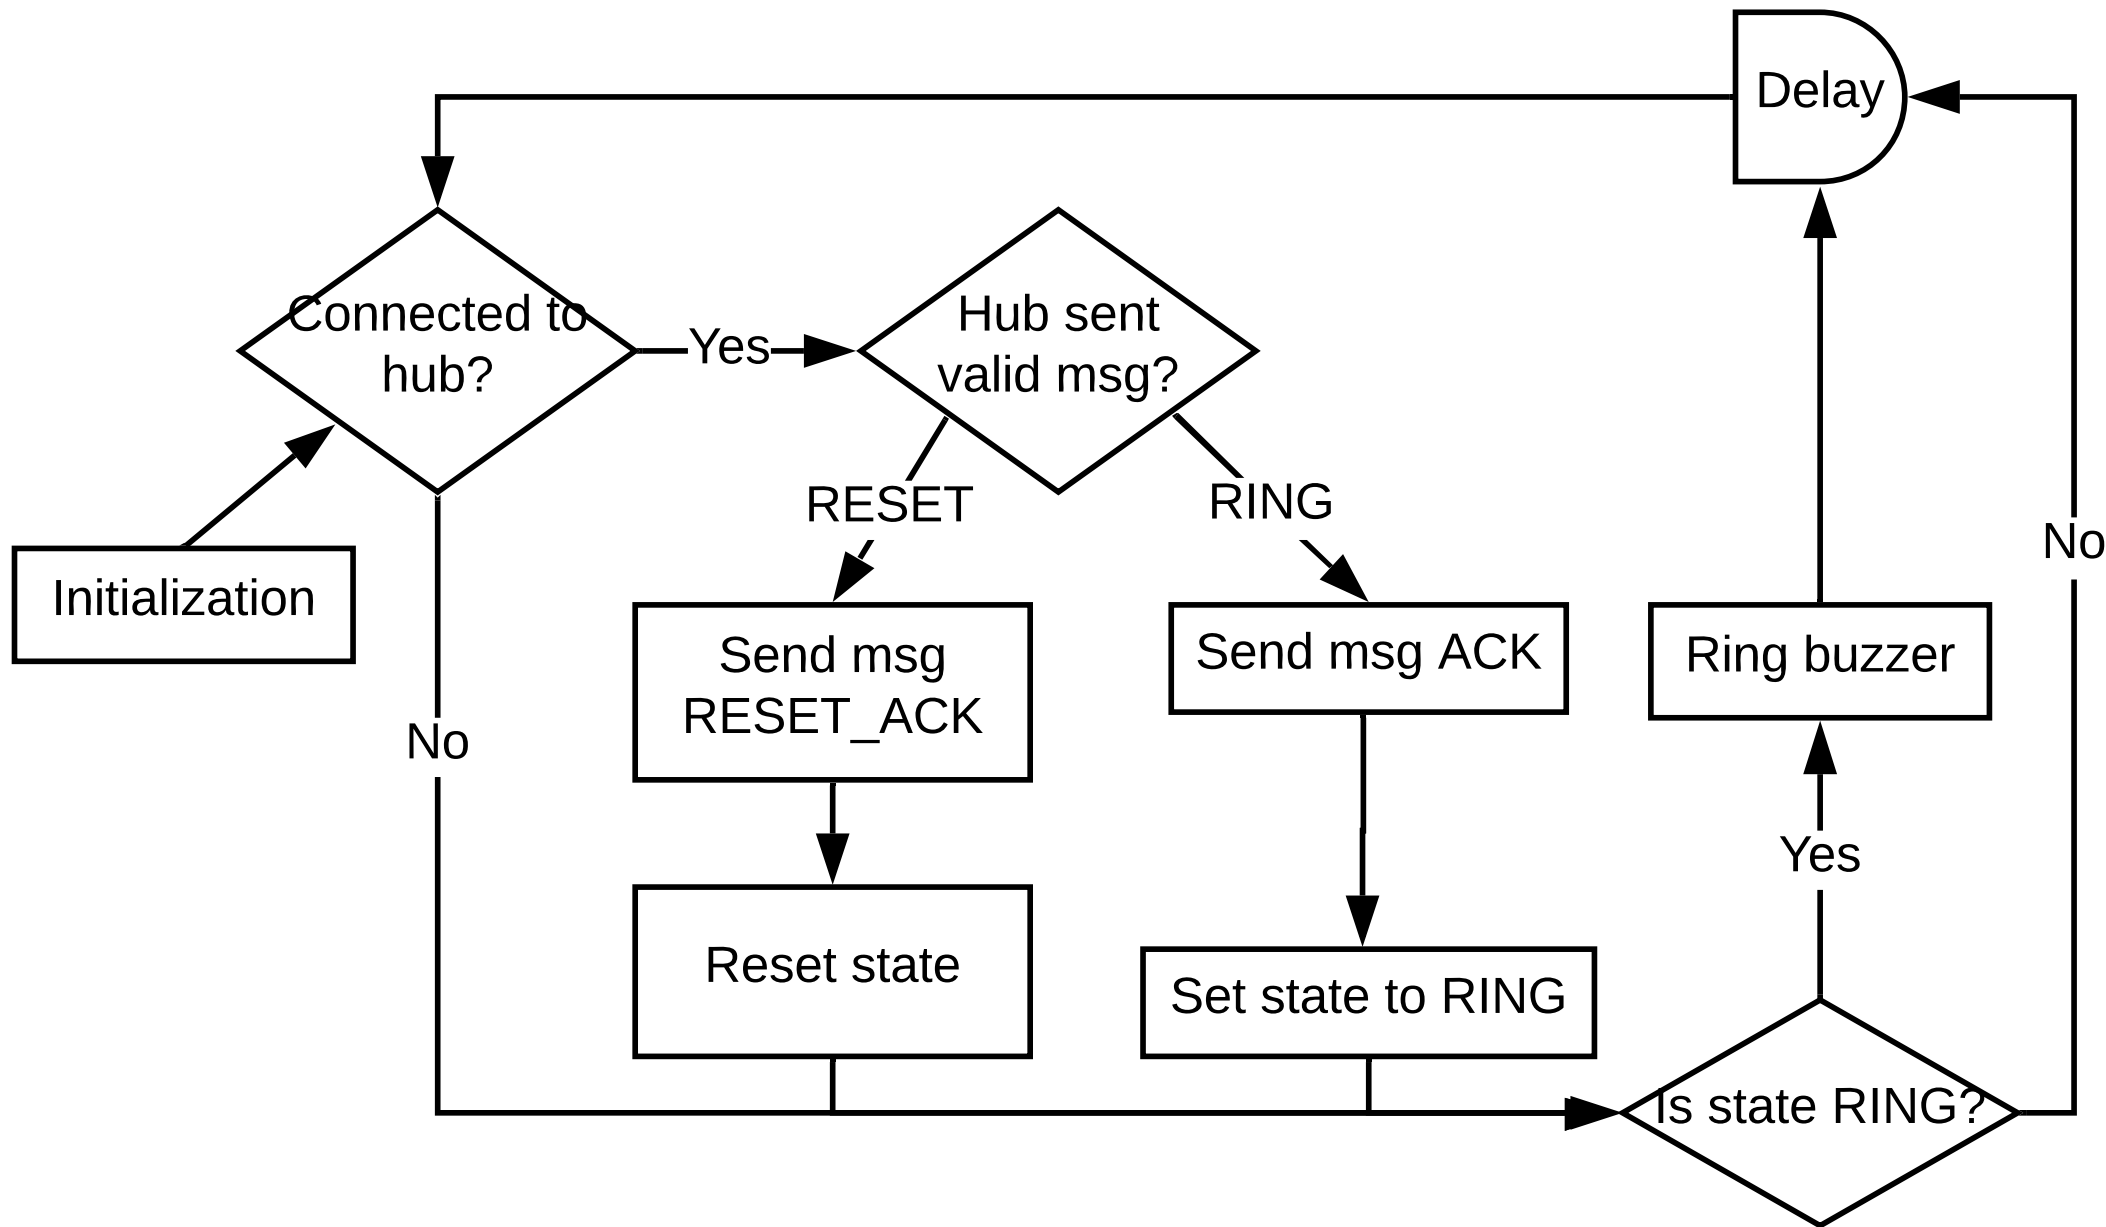 Delay
Connected to
hub?
Yes
Hub sent
valid msg?
RESET
RING
No
Initialization
Send msg
RESET_ACK
Send msg ACK
Ring buzzer
No
Yes
Reset state
Set state to RING
Is state RING?